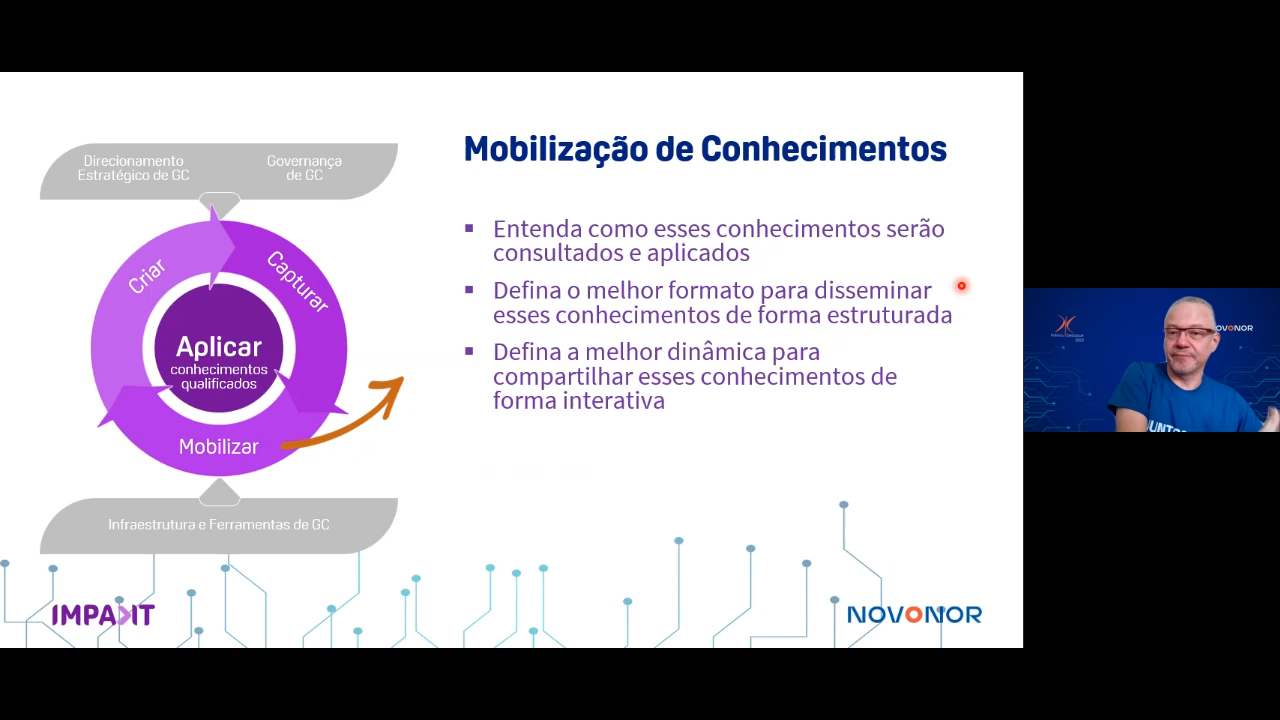 Direcionamento
Estratégico de GC
Governança
de GC
Criar
Capturar
Aplicar
conhecimentos
qualificados
Mobilizar
Infraestrutura e Ferramentas de GC
IMPAKIT
Mobilização de Conhecimentos
▪ Entenda como esses conhecimentos serão
consultados e aplicados
▪ Defina o melhor formato para disseminar
esses conhecimentos de forma estruturada
▪ Defina a melhor dinâmica para
compartilhar esses conhecimentos de
forma interativa
NOVONOR